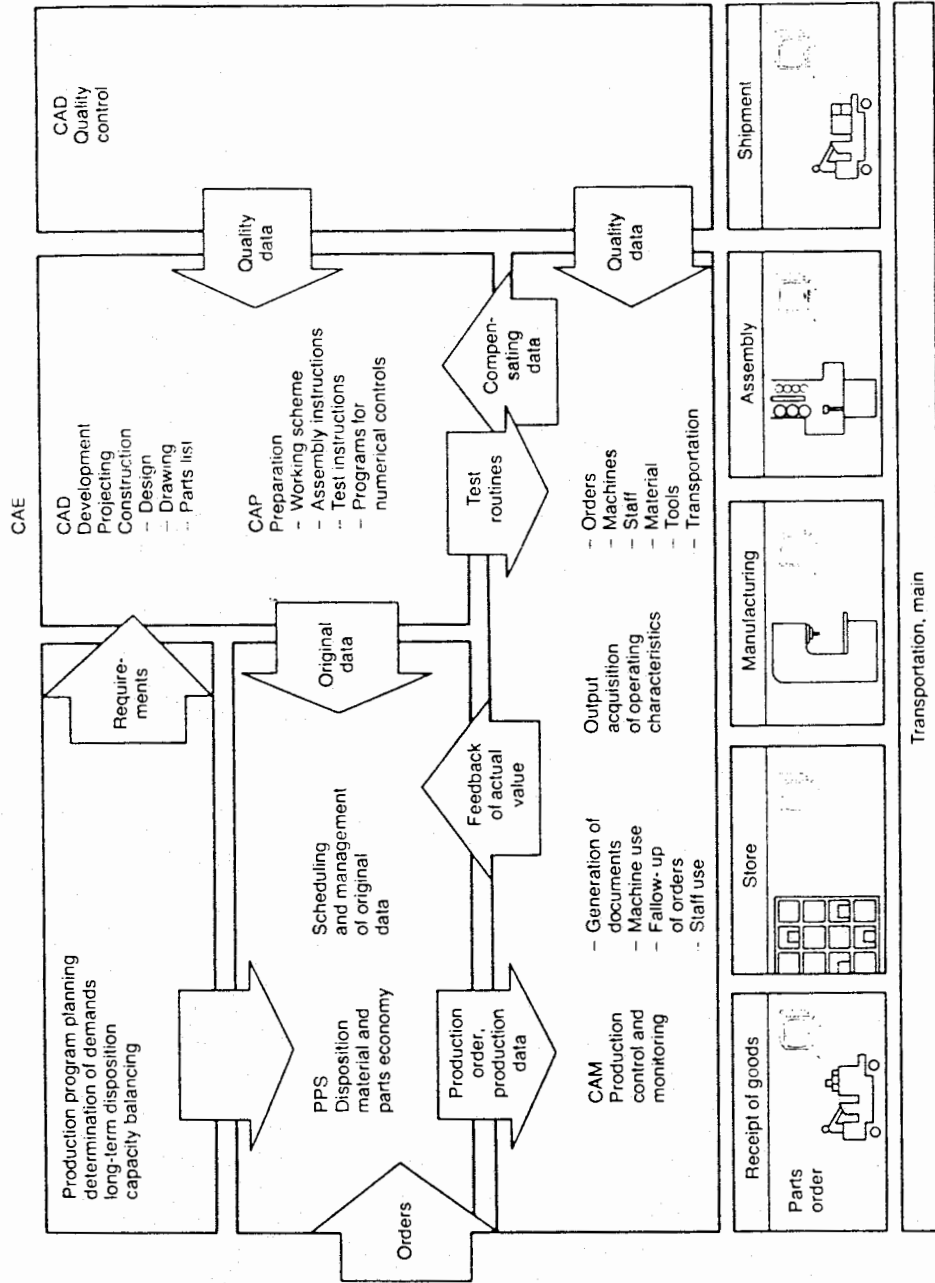 CAE
Production program planning
determination of demands
long-term disposition
capacity balancing
Require-
ments
CAD
Development
Projecting
Construction
-- Design
-- Drawing
-- Parts list
CAD
Quality
control
CAP
Preparation
- Working scheme
- Assembly instructions
- Test instructions
- Programs for
numerical controls
Quality
data
Original
data
Orders
PPS
Disposition
material and
parts economy
Scheduling
and management
of original
data
Production
order,
production
data
Feedback
of actual
value
Test
routines
Compen-
sating
data
Quality
data
CAM
Production
control and
monitoring
- Generation of
documents
- Machine use
- Fallow-up
of orders
- Staff use
Output
acquisition
of operating
characteristics
- Orders
- Machines
- Staff
- Material
- Tools
- Transportation
Receipt of goods
Parts
order
Store
Manufacturing
Assembly
Shipment
Transportation, main